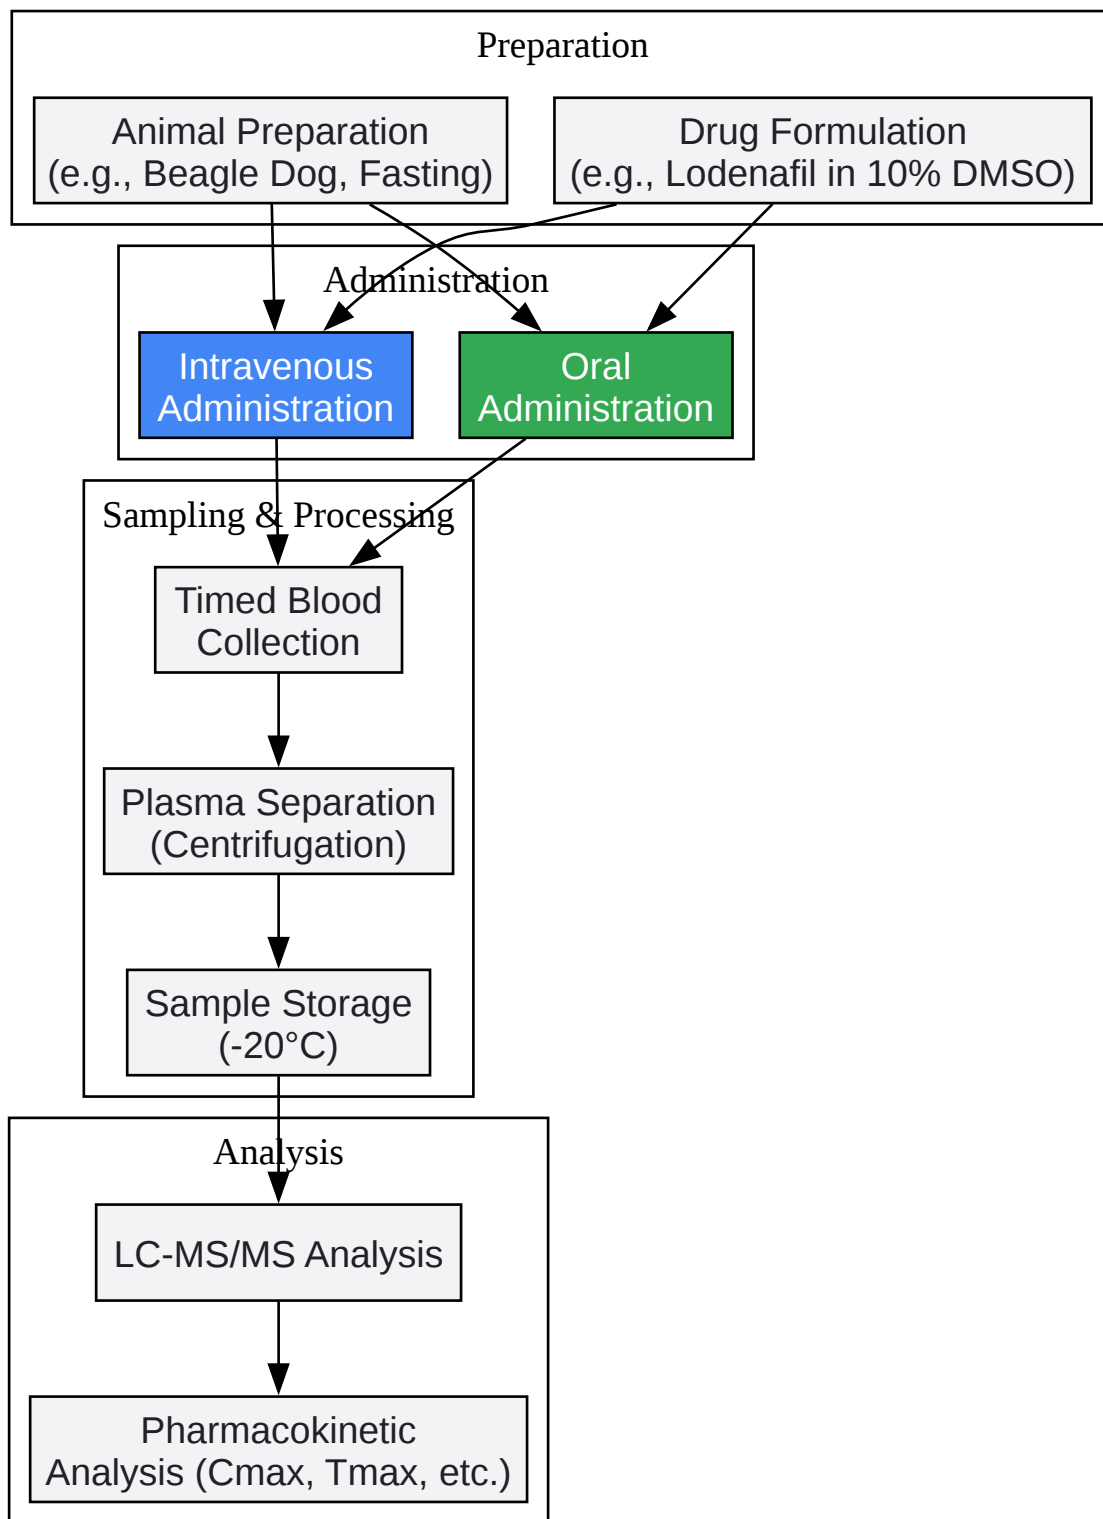 Preparation
Animal Preparation
(e.g., Beagle Dog, Fasting)
Drug Formulation
(e.g., Lodenafil in 10% DMSO)
Administration
Intravenous
Administration
Oral
Administration
Sampling & Processing
Timed Blood
Collection
Plasma Separation
(Centrifugation)
Sample Storage
(-20°C)
Analysis
LC-MS/MS Analysis
Pharmacokinetic
Analysis (Cmax, Tmax, etc.)